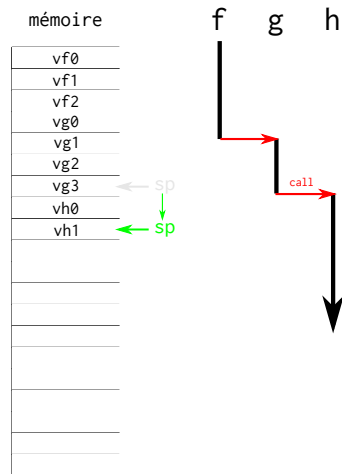 mémoire
f g h
vf0
vf1
vf2
vg0
vg1
vg2
vg3
sp
call
vh0
vh1
sp